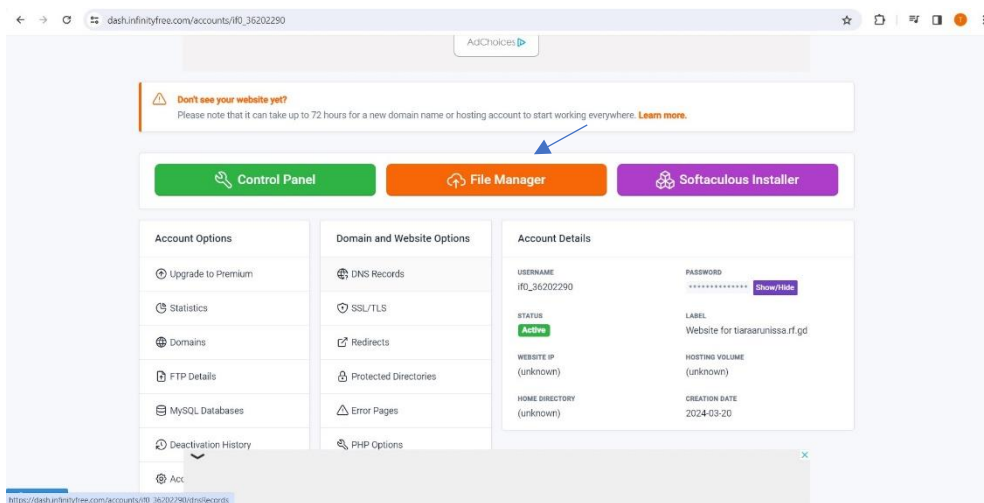 dash.infinityfree.com/accounts/if0_36202290
AdChoices
Don't see your website yet?
Please note that it can take up to 72 hours for a new domain name or hosting account to start working everywhere. Learn more.
Control Panel
File Manager
Softaculous Installer
Account Options
Upgrade to Premium
Statistics
Domains
FTP Details
MySQL Databases
Deactivation History
Acc
Domain and Website Options
DNS Records
SSL/TLS
Redirects
Protected Directories
Error Pages
PHP Options
Account Details
USERNAME
if0_36202290
PASSWORD
************** Show/Hide
STATUS
Active
LABEL
Website for tiaraarunissa.rf.gd
WEBSITE IP
(unknown)
HOSTING VOLUME
(unknown)
HOME DIRECTORY
(unknown)
CREATION DATE
2024-03-20
https://dash.infinityfree.com/accounts/if0_36202290/dnsRecords